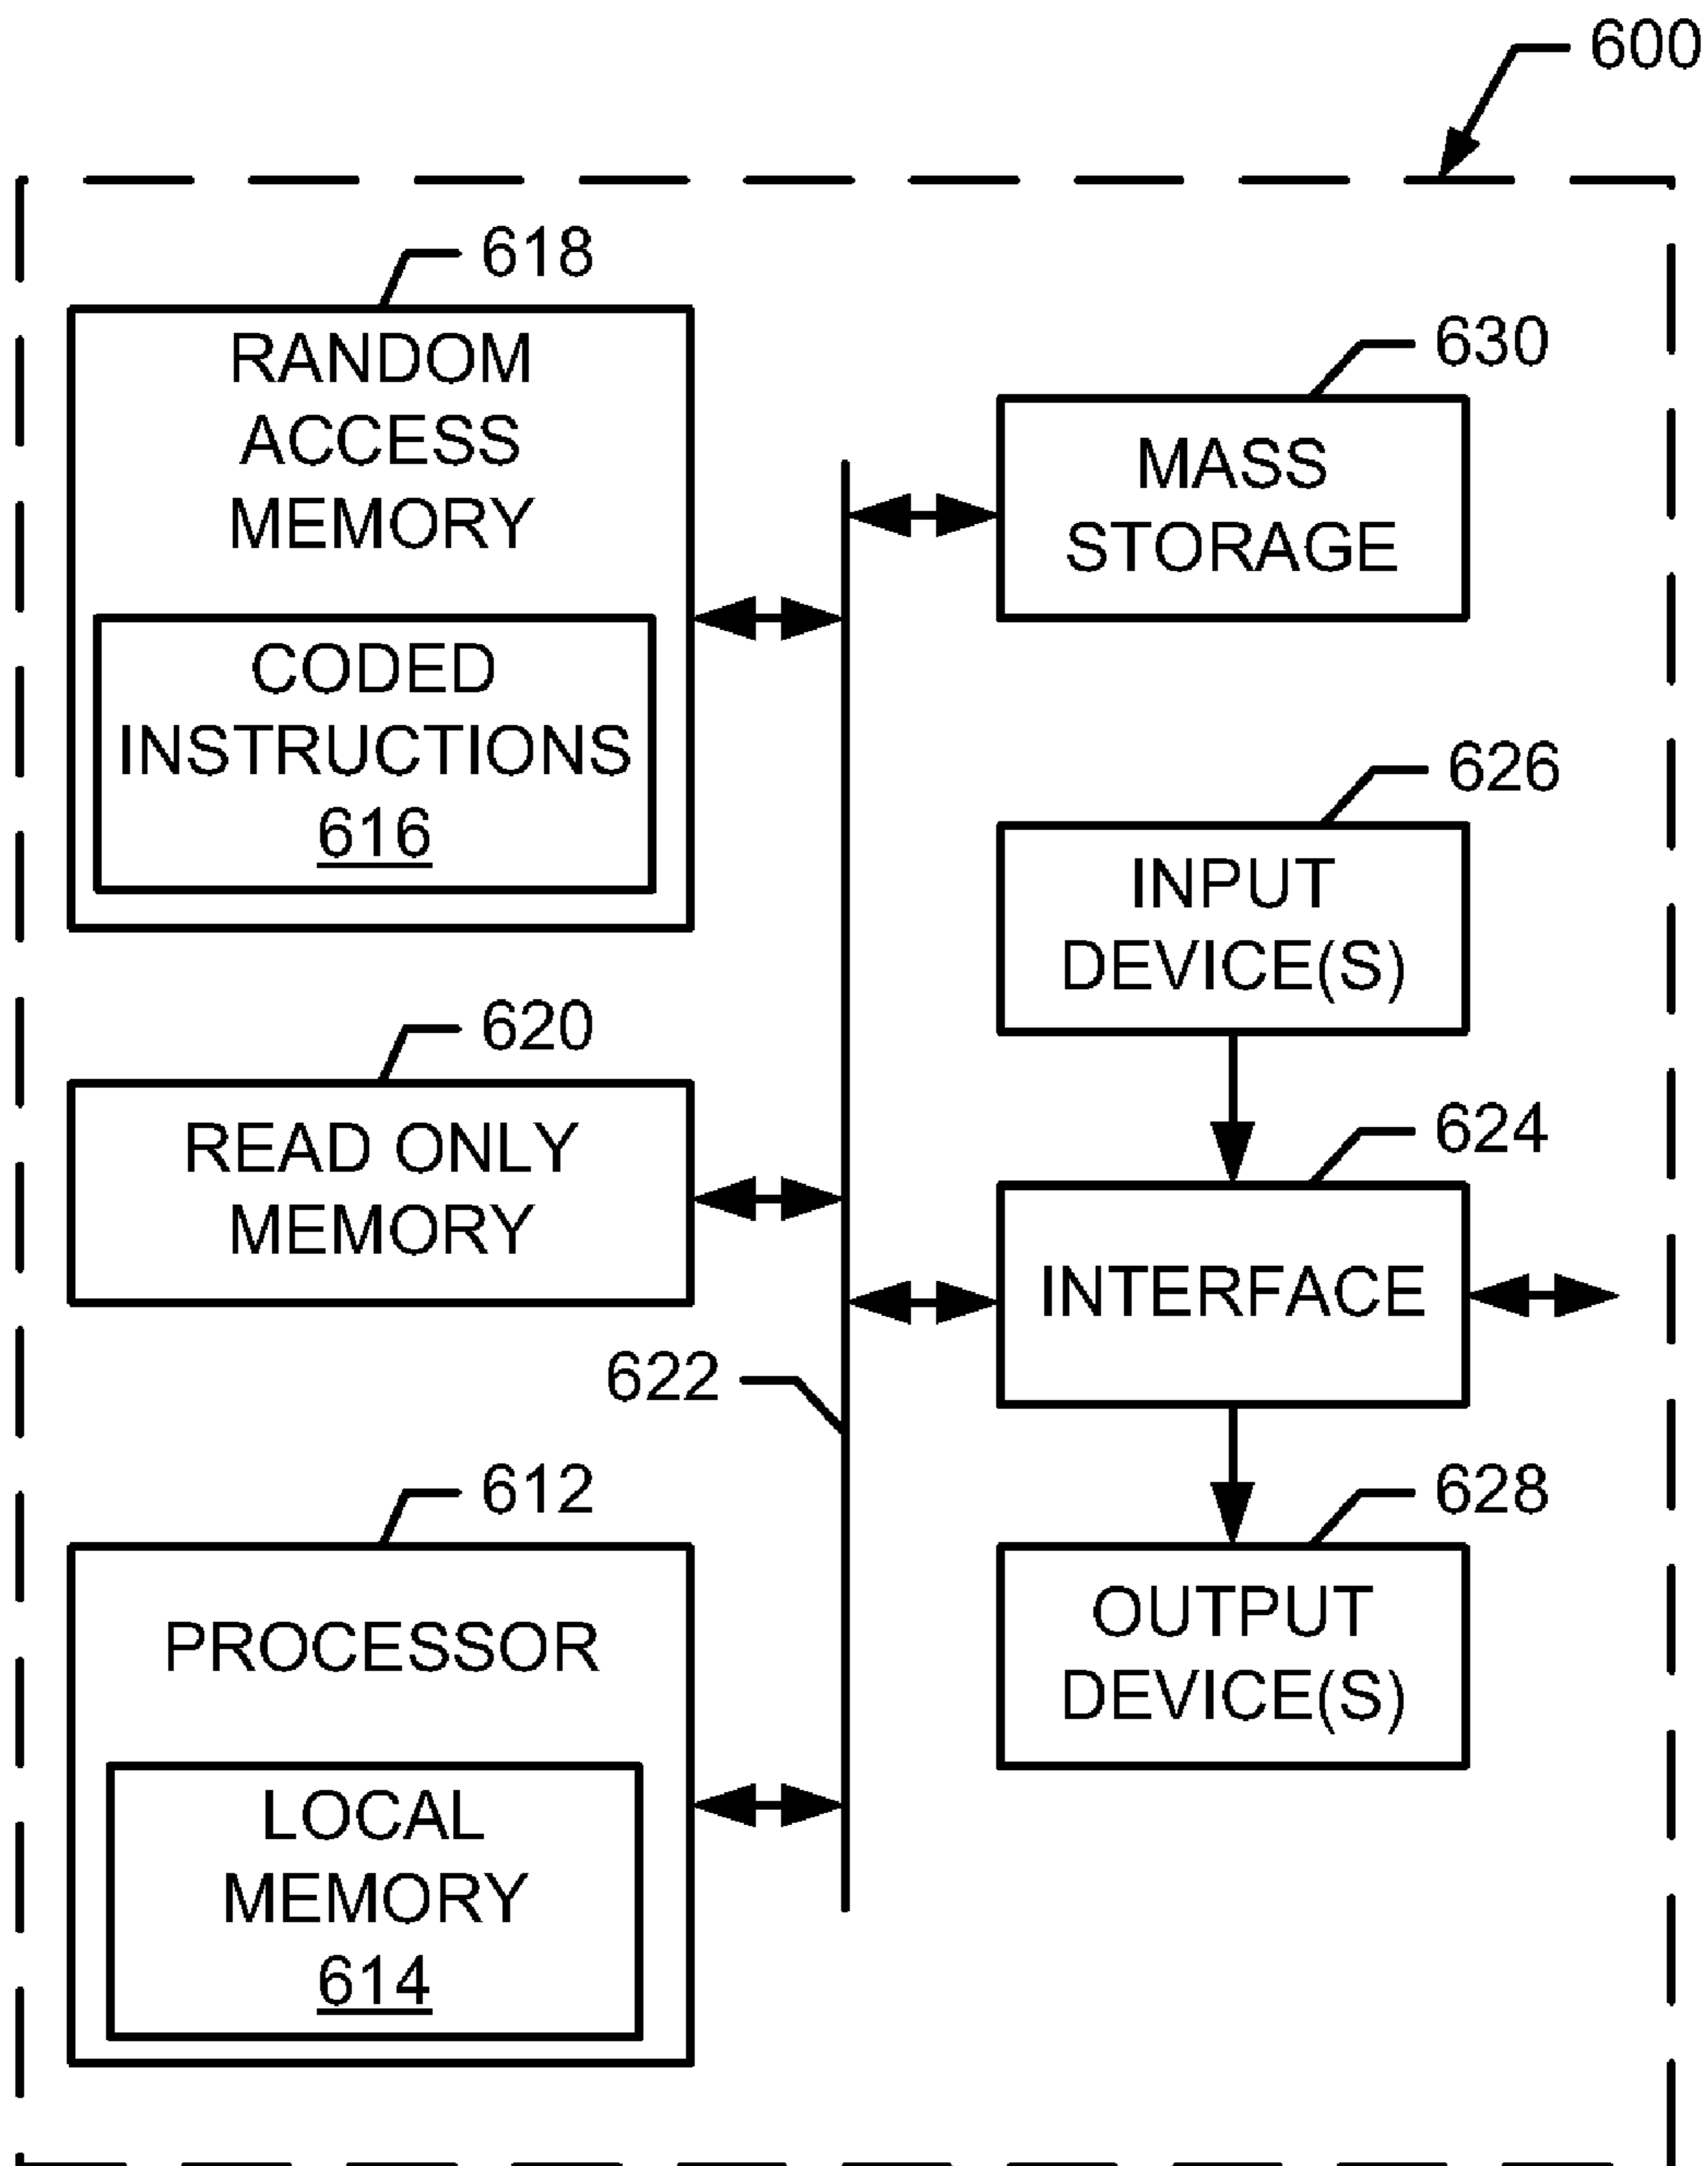 600
618
RANDOM
ACCESS
MEMORY
CODED
INSTRUCTIONS
616
630
MASS
STORAGE
626
INPUT
DEVICE(S)
620
READ ONLY
MEMORY
624
INTERFACE
622
612
PROCESSOR
LOCAL
MEMORY
614
628
OUTPUT
DEVICE(S)